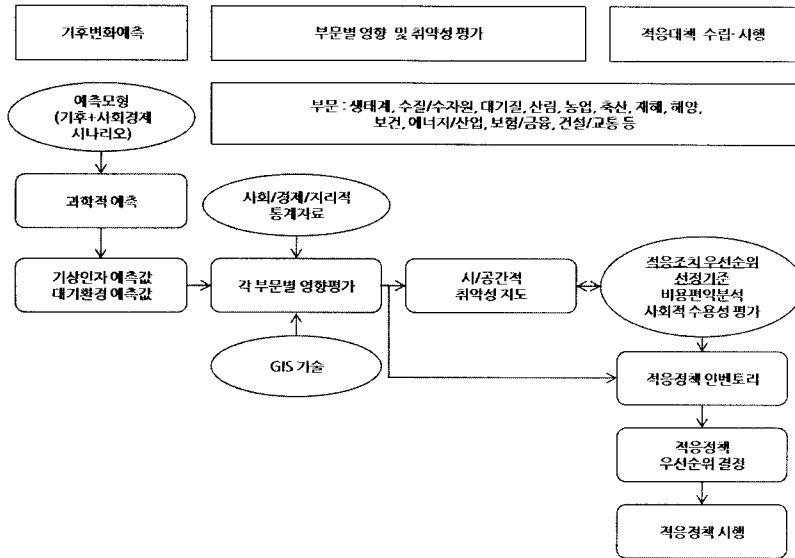 기후변화예측
부문별 영향 및 취약성 평가
적응대책 수립·시행
예측모형
(기후+사회경제
시나리오)
부문 : 생태계, 수질/수자원, 대기질, 산림, 농업, 축산, 재해, 해양,
보건, 에너지/산업, 보험/금융, 건설/교통 등
과학적 예측
사회/경제/지리적
통계자료
기상인자 예측값
대기환경 예측값
각 부문별 영향평가
시/공간적
취약성 지도
적응조치 우선순위
선정기준
비용편익분석
사회적 수용성 평가
GIS 기술
적응정책 인벤토리
적응정책
우선순위 결정
적응정책 시행